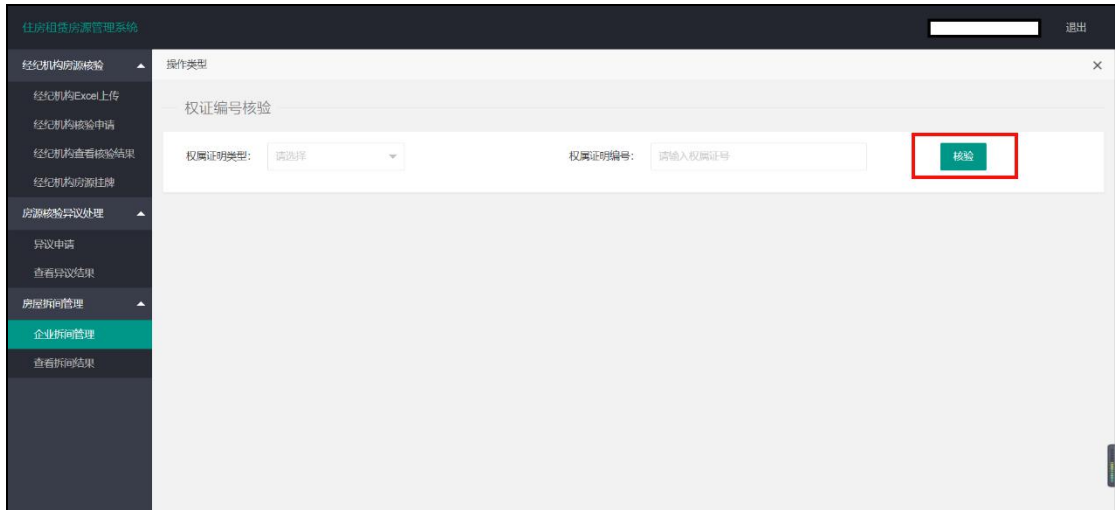 住房租赁房源管理系统
退出
经纪机构房源核验
操作类型
经纪机构Excel上传
权证编号核验
经纪机构核验申请
经纪机构查看核验结果
权属证明类型: 请选择 权属证明编号: 请输入权属证号 核验
经纪机构房源挂牌
房源核验异议处理
异议申请
查看异议结果
房屋拆间管理
企业拆间管理
查看拆间结果